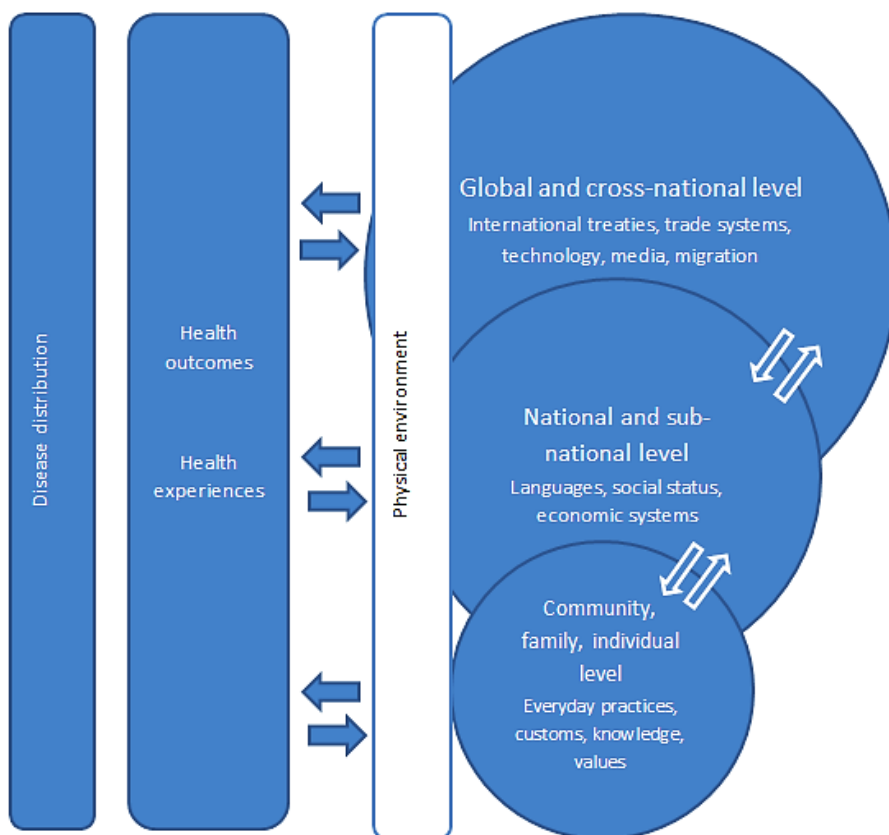 Disease distribution
Health
outcomes
Health
experiences
Physical environment
Global and cross-national level
International treaties, trade systems,
technology, media, migration
National and sub-
national level
Languages, social status,
economic systems
Community,
family, individual
level
Everyday practices,
customs, knowledge,
values